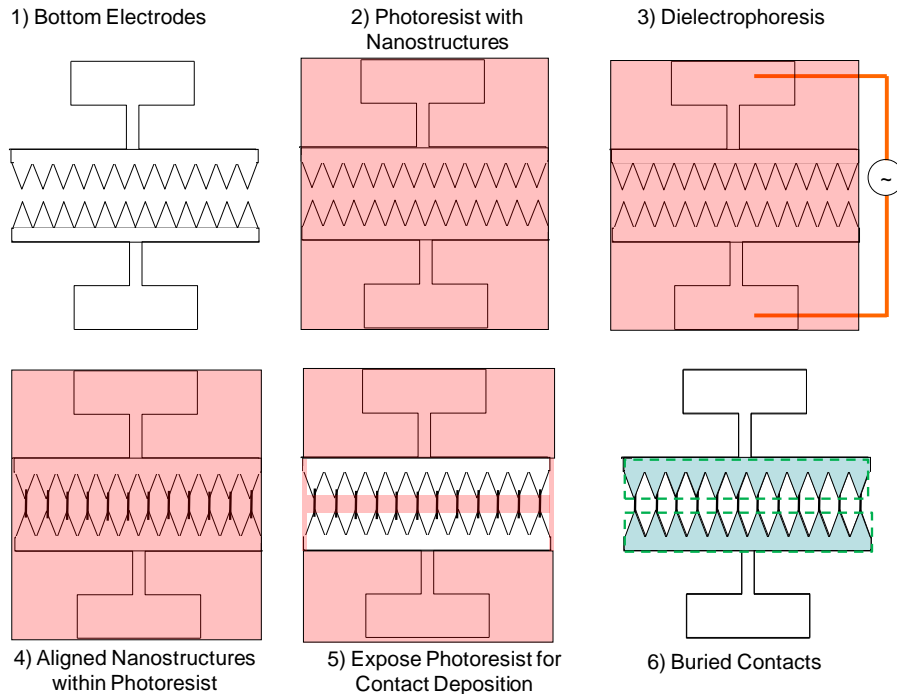 1) Bottom Electrodes
2) Photoresist with
Nanostructures
3) Dielectrophoresis
~
4) Aligned Nanostructures
within Photoresist
5) Expose Photoresist for
Contact Deposition
6) Buried Contacts